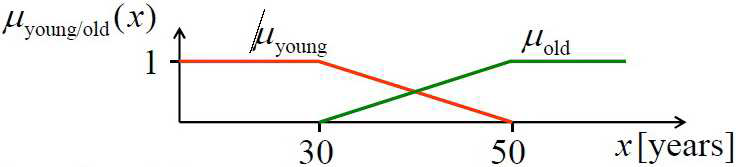 μyoung/old(x)
μyoung
μold
1
30
50
x[years]